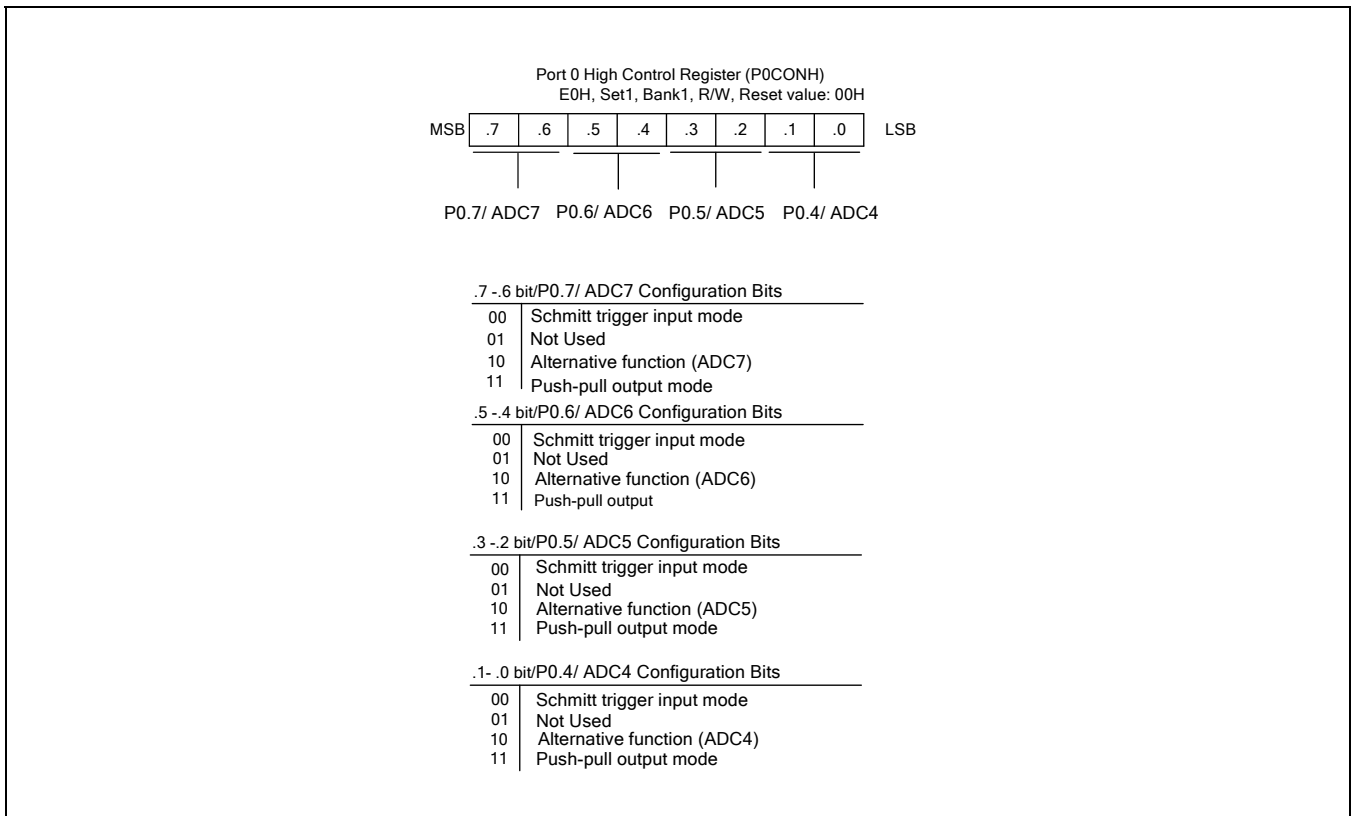 Port 0 High Control Register (P0CONH)
E0H, Set1, Bank1, R/W, Reset value: 00H
MSB .7 .6 .5 .4 .3 .2 .1 .0 LSB
P0.7/ ADC7 P0.6/ ADC6 P0.5/ ADC5 P0.4/ ADC4
.7 -.6 bit/P0.7/ ADC7 Configuration Bits
00 Schmitt trigger input mode
01 Not Used
10 Alternative function (ADC7)
11 Push-pull output mode
.5 -.4 bit/P0.6/ ADC6 Configuration Bits
00 Schmitt trigger input mode
01 Not Used
10 Alternative function (ADC6)
11 Push-pull output
.3 -.2 bit/P0.5/ ADC5 Configuration Bits
00 Schmitt trigger input mode
01 Not Used
10 Alternative function (ADC5)
11 Push-pull output mode
.1- .0 bit/P0.4/ ADC4 Configuration Bits
00 Schmitt trigger input mode
01 Not Used
10 Alternative function (ADC4)
11 Push-pull output mode